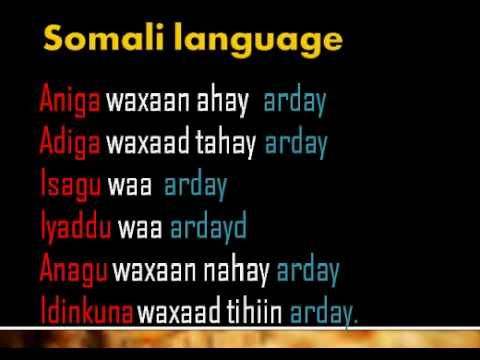 Somali language
Aniga waxaan ahay arday
Adiga waxaad tahay arday
Isagu waa arday
Iyaddu waa ardayd
Anagu waxaan nahay arday
Idinkuna waxaad tihiin arday.